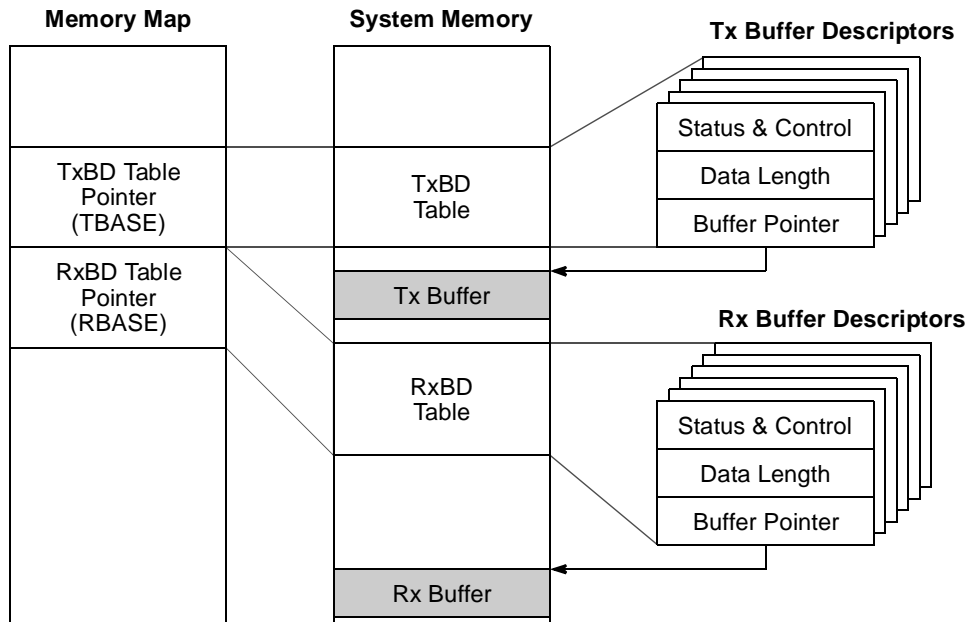 Memory Map
System Memory
Tx Buffer Descriptors
Status & Control
Data Length
Buffer Pointer
TxBD Table
Pointer
(TBASE)
TxBD
Table
RxBD Table
Pointer
(RBASE)
Tx Buffer
Rx Buffer Descriptors
RxBD
Table
Status & Control
Data Length
Buffer Pointer
Rx Buffer